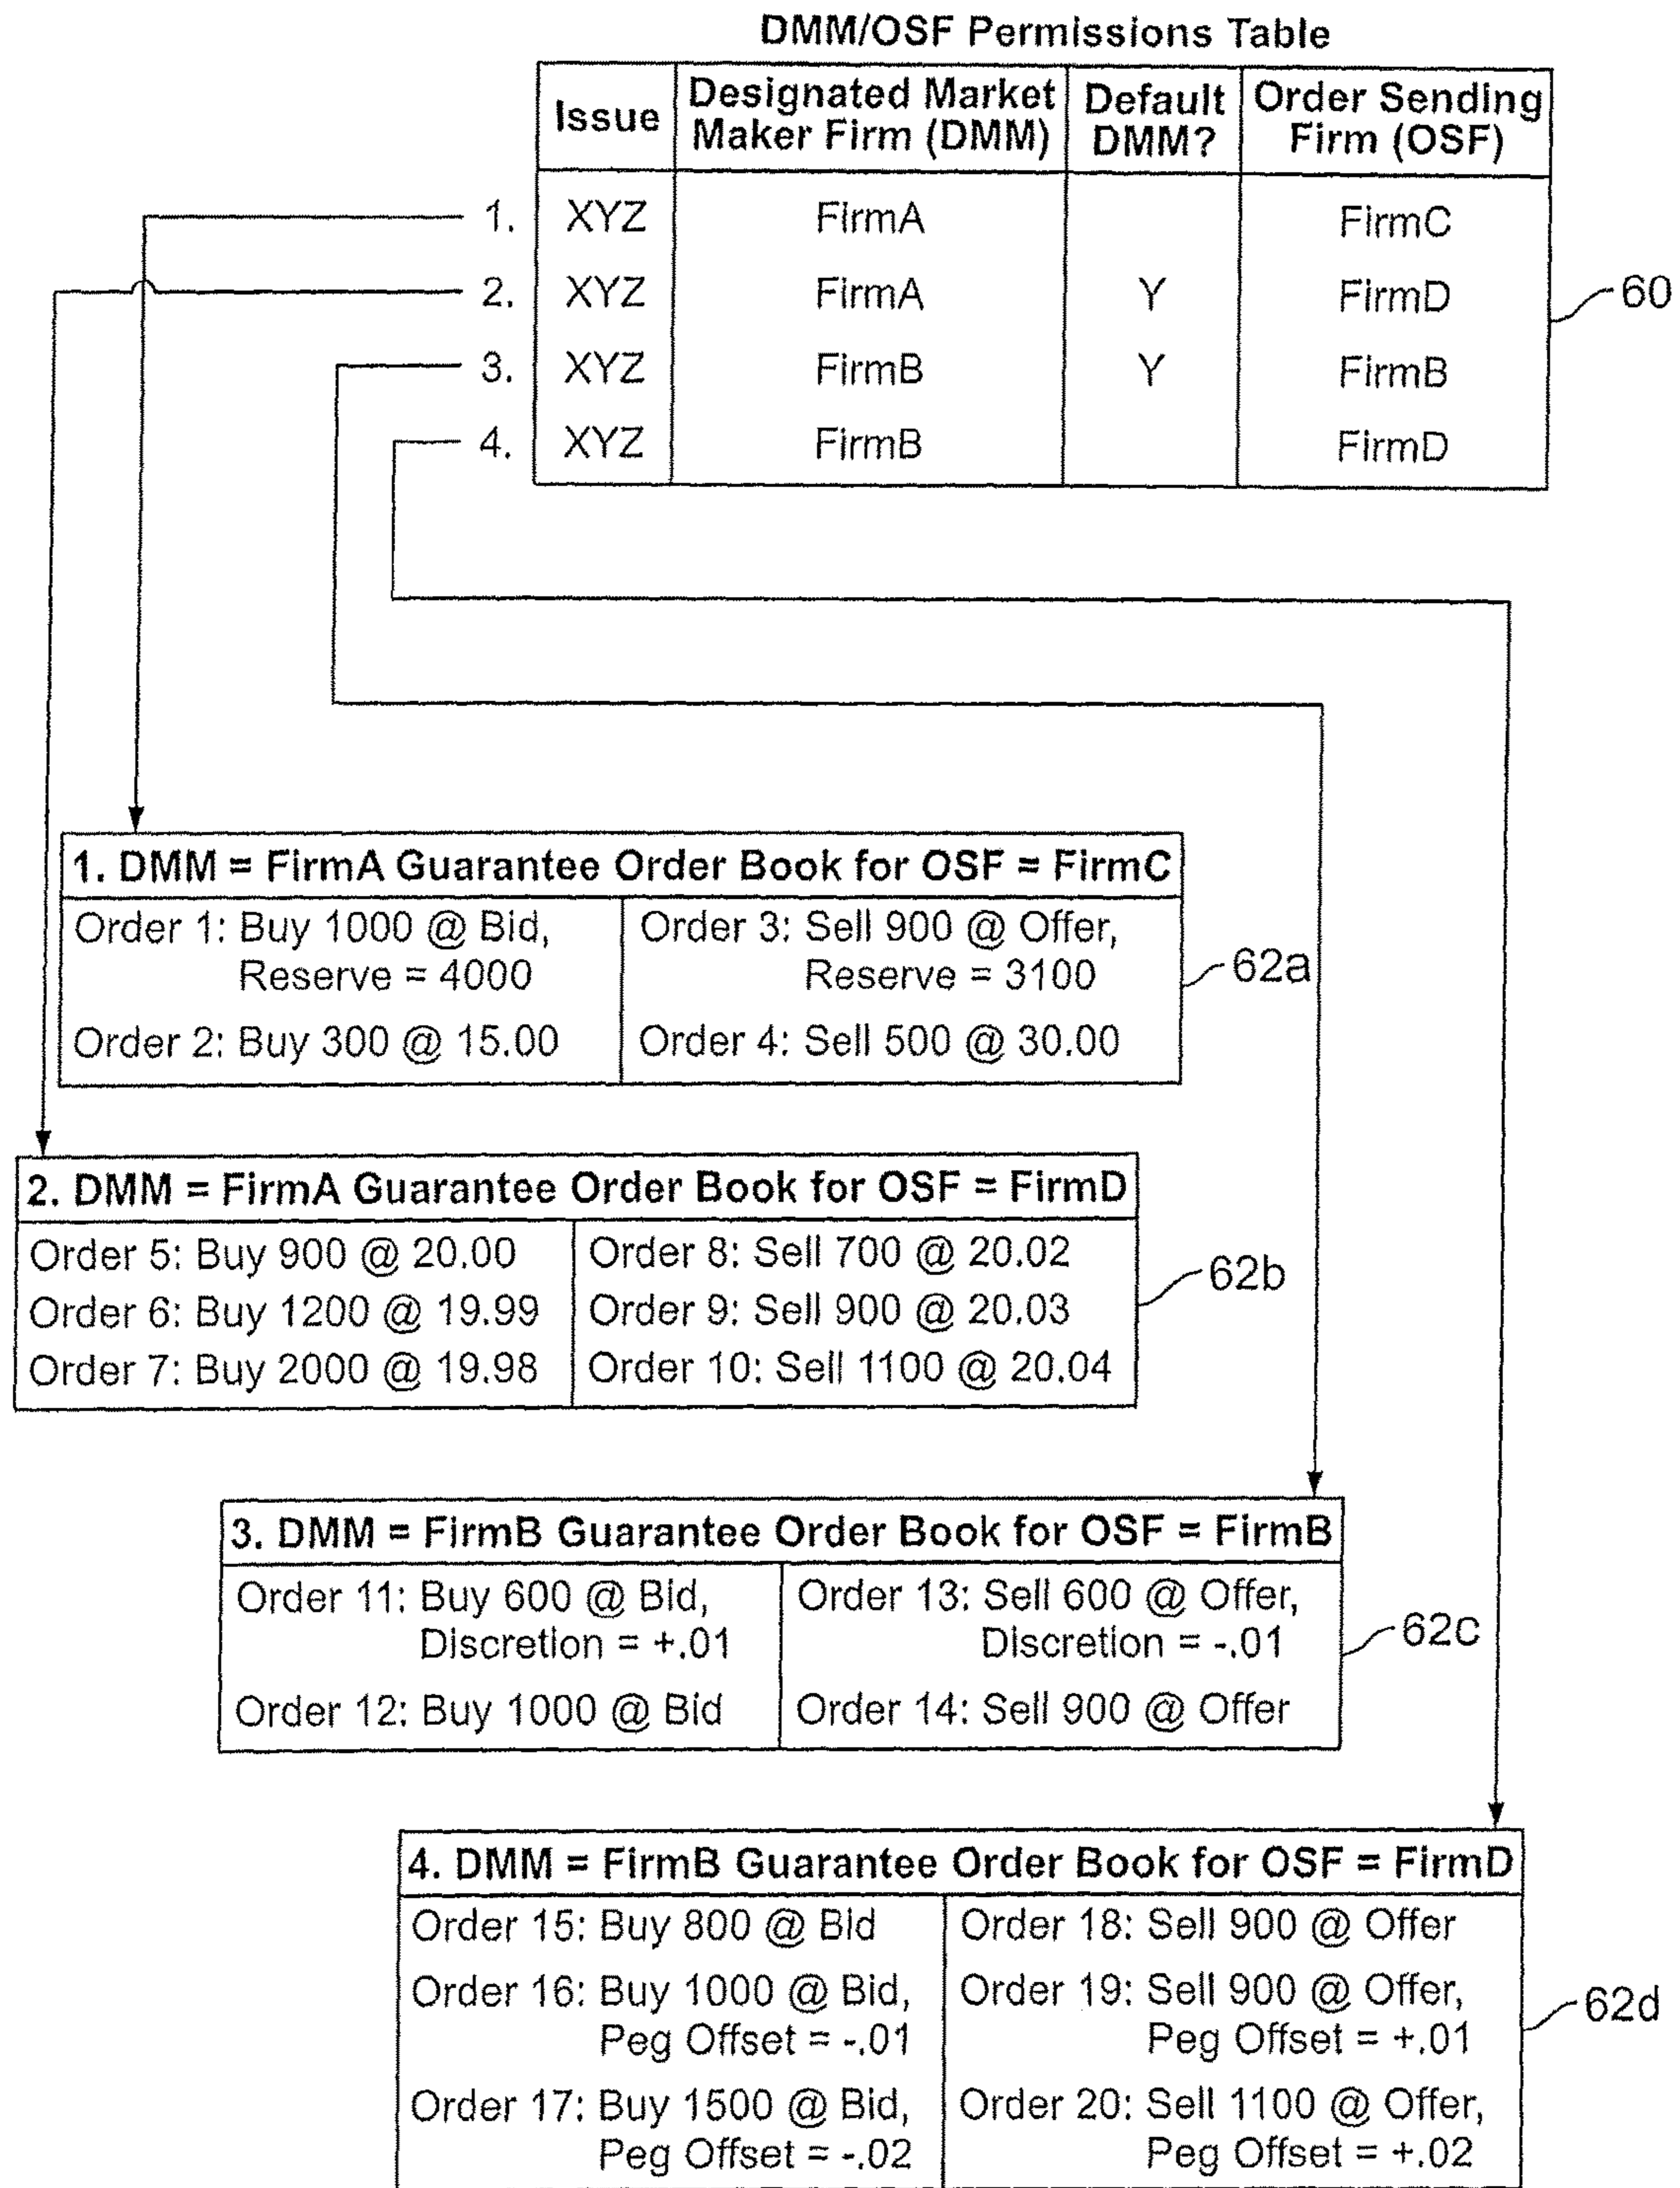 DMM/OSF Permissions Table
Issue
Designated Market
Maker Firm (DMM)
Default
DMM?
Order Sending
Firm (OSF)
1. XYZ FirmA FirmC
2. XYZ FirmA Y FirmD
3. XYZ FirmB Y FirmB
4. XYZ FirmB FirmD
60
1. DMM = FirmA Guarantee Order Book for OSF = FirmC
Order 1: Buy 1000 @ Bid,
Reserve = 4000
Order 2: Buy 300 @ 15.00
Order 3: Sell 900 @ Offer,
Reserve = 3100
Order 4: Sell 500 @ 30.00
62a
2. DMM = FirmA Guarantee Order Book for OSF = FirmD
Order 5: Buy 900 @ 20.00
Order 6: Buy 1200 @ 19.99
Order 7: Buy 2000 @ 19.98
Order 8: Sell 700 @ 20.02
Order 9: Sell 900 @ 20.03
Order 10: Sell 1100 @ 20.04
62b
3. DMM = FirmB Guarantee Order Book for OSF = FirmB
Order 11: Buy 600 @ Bid,
Discretion = +.01
Order 12: Buy 1000 @ Bid
Order 13: Sell 600 @ Offer,
Discretion = -.01
Order 14: Sell 900 @ Offer
62c
4. DMM = FirmB Guarantee Order Book for OSF = FirmD
Order 15: Buy 800 @ Bid
Order 16: Buy 1000 @ Bid,
Peg Offset = -.01
Order 17: Buy 1500 @ Bid,
Peg Offset = -.02
Order 18: Sell 900 @ Offer
Order 19: Sell 900 @ Offer,
Peg Offset = +.01
Order 20: Sell 1100 @ Offer,
Peg Offset = +.02
62d